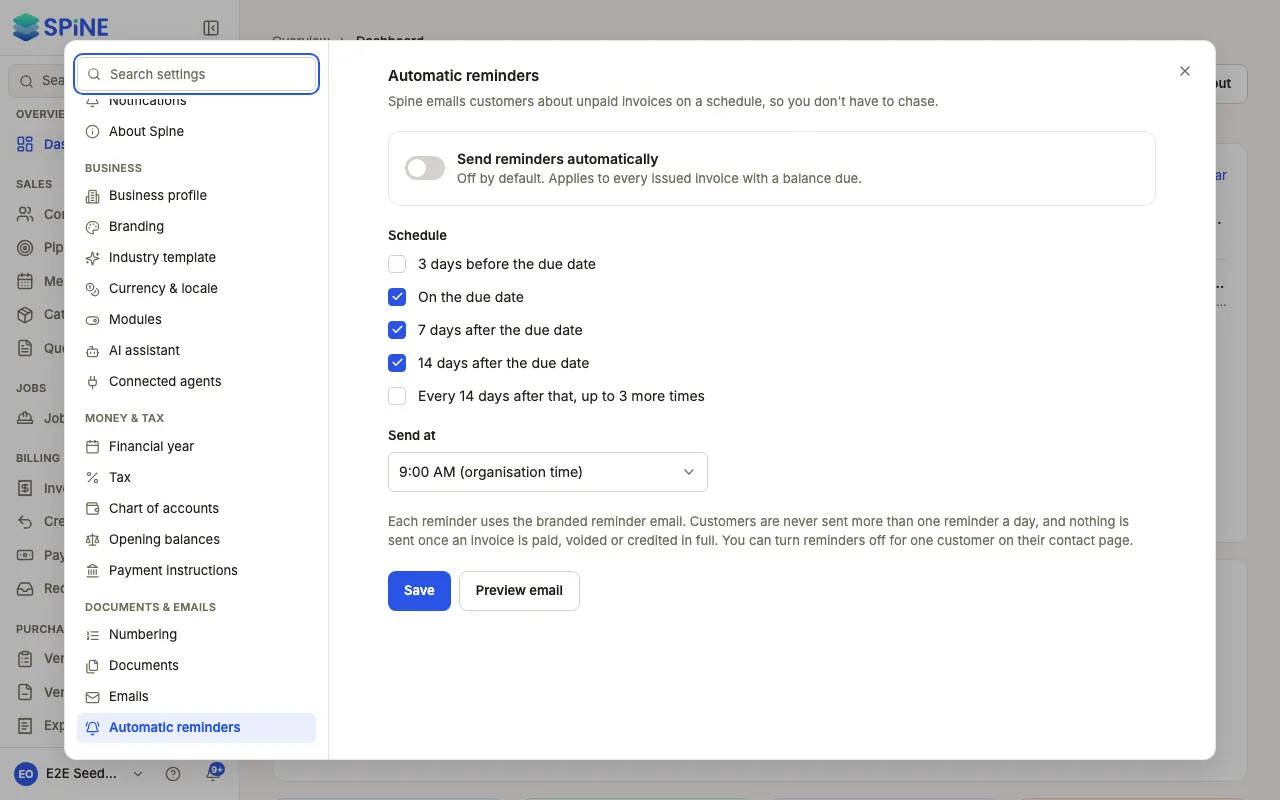 SPiNE
Overview > Dashboard
Search settings
Notifications
About Spine
BUSINESS
Business profile
Branding
Industry template
Currency & locale
Modules
AI assistant
Connected agents
MONEY & TAX
Financial year
Tax
Chart of accounts
Opening balances
Payment instructions
DOCUMENTS & EMAILS
Numbering
Documents
Emails
Automatic reminders
Automatic reminders
Spine emails customers about unpaid invoices on a schedule, so you don't have to chase.
Send reminders automatically
Off by default. Applies to every issued invoice with a balance due.
Schedule
3 days before the due date
On the due date
7 days after the due date
14 days after the due date
Every 14 days after that, up to 3 more times
Send at
9:00 AM (organisation time)
Each reminder uses the branded reminder email. Customers are never sent more than one reminder a day, and nothing is
sent once an invoice is paid, voided or credited in full. You can turn reminders off for one customer on their contact page.
Save
Preview email
SALES
JOBS
BILLING
EO
E2E Seed...
9+